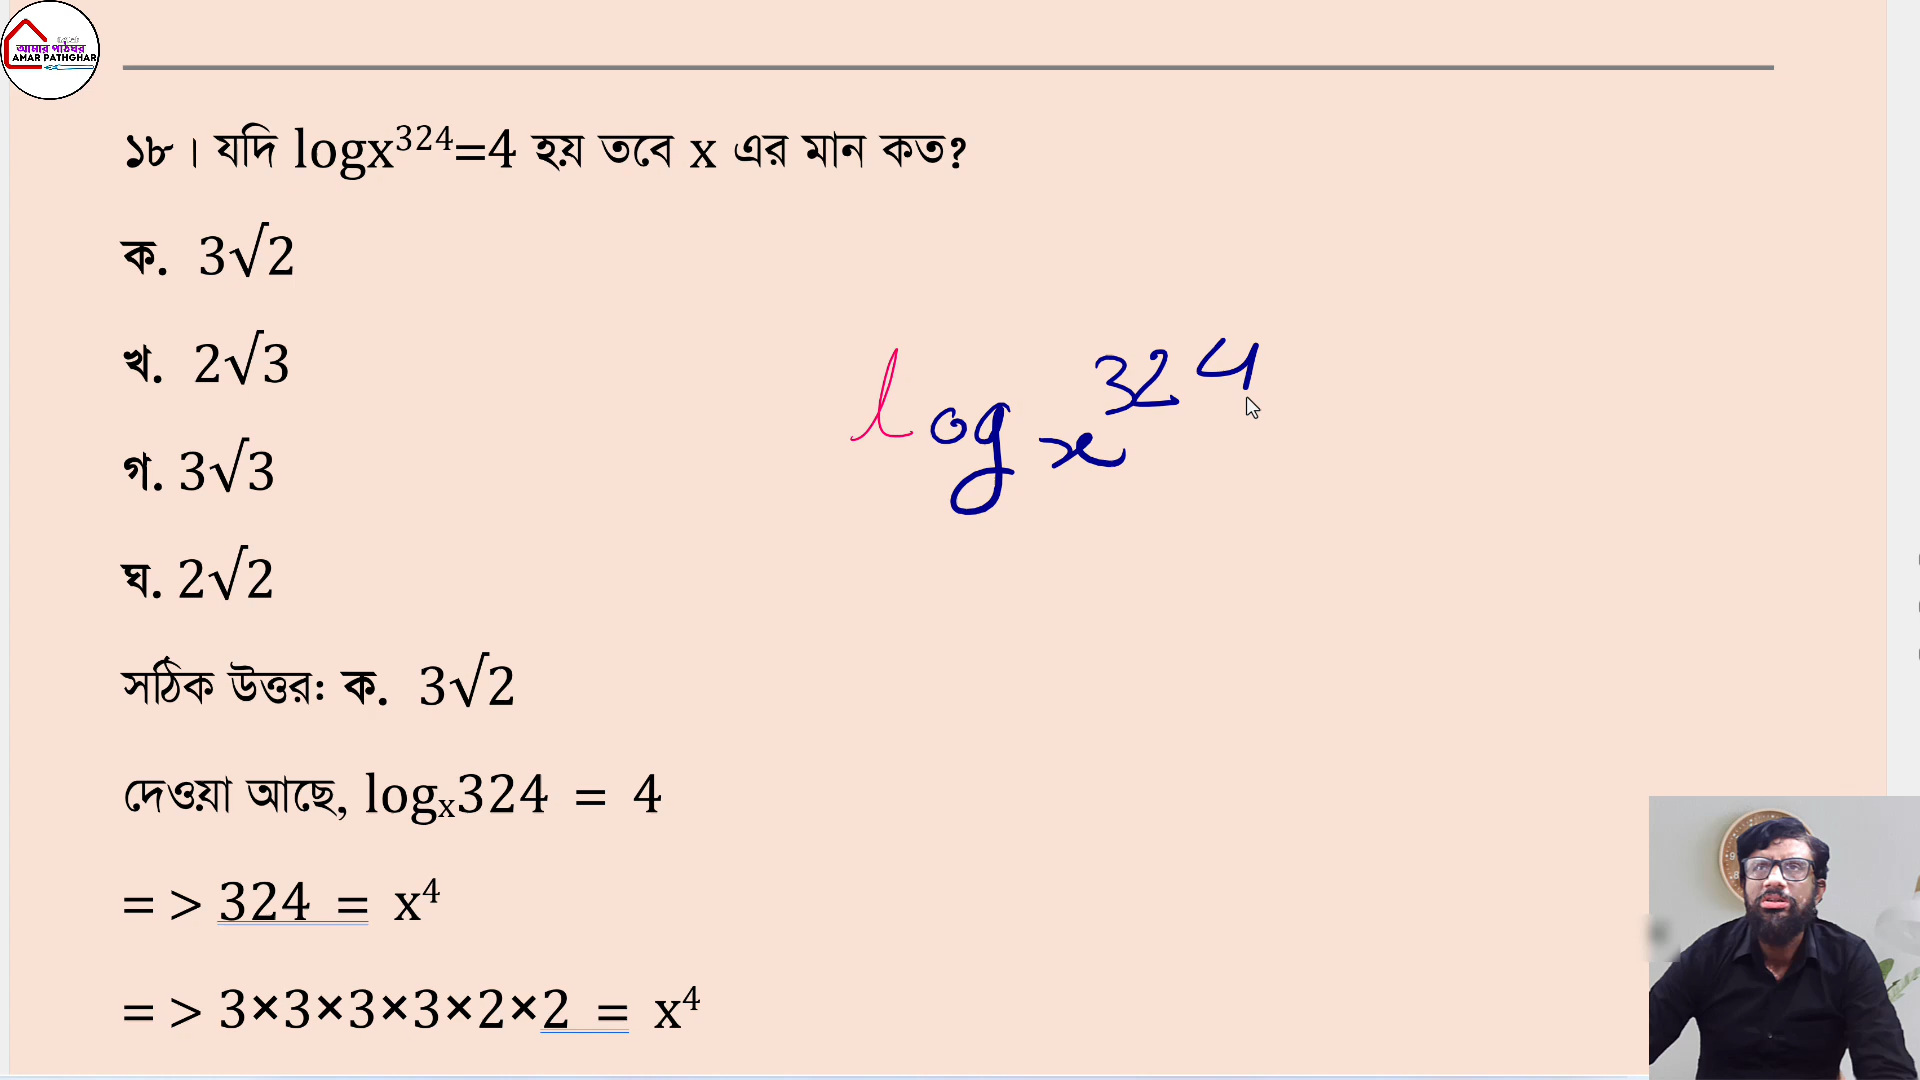 আমার পাঠঘর
AMAR PATHGHAR
১৮। যদি logx³²⁴=4 হয় তবে x এর মান কত?
ক. 3√2
খ. 2√3
log x³²⁴
গ. 3√3
ঘ. 2√2
সঠিক উত্তরঃ ক. 3√2
দেওয়া আছে, logₓ324 = 4
= > 324 = x⁴
= > 3×3×3×3×2×2 = x⁴